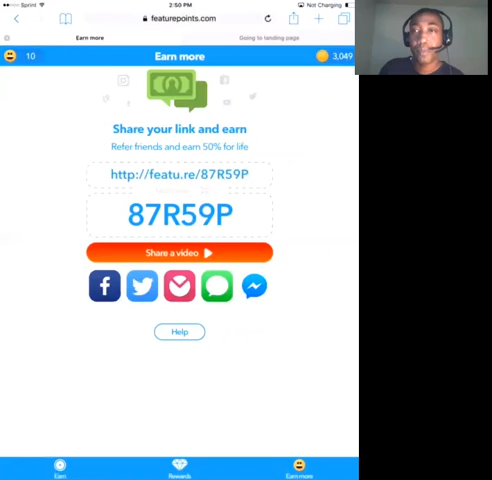 Sprint
2:50 PM
Not Charging
featurepoints.com
Earn more
Going to landing page
10
Earn more
3,049
Share your link and earn
Refer friends and earn 50% for life
http://featu.re/87R59P
87R59P
Share a video
Help
Earn
Rewards
Earn more